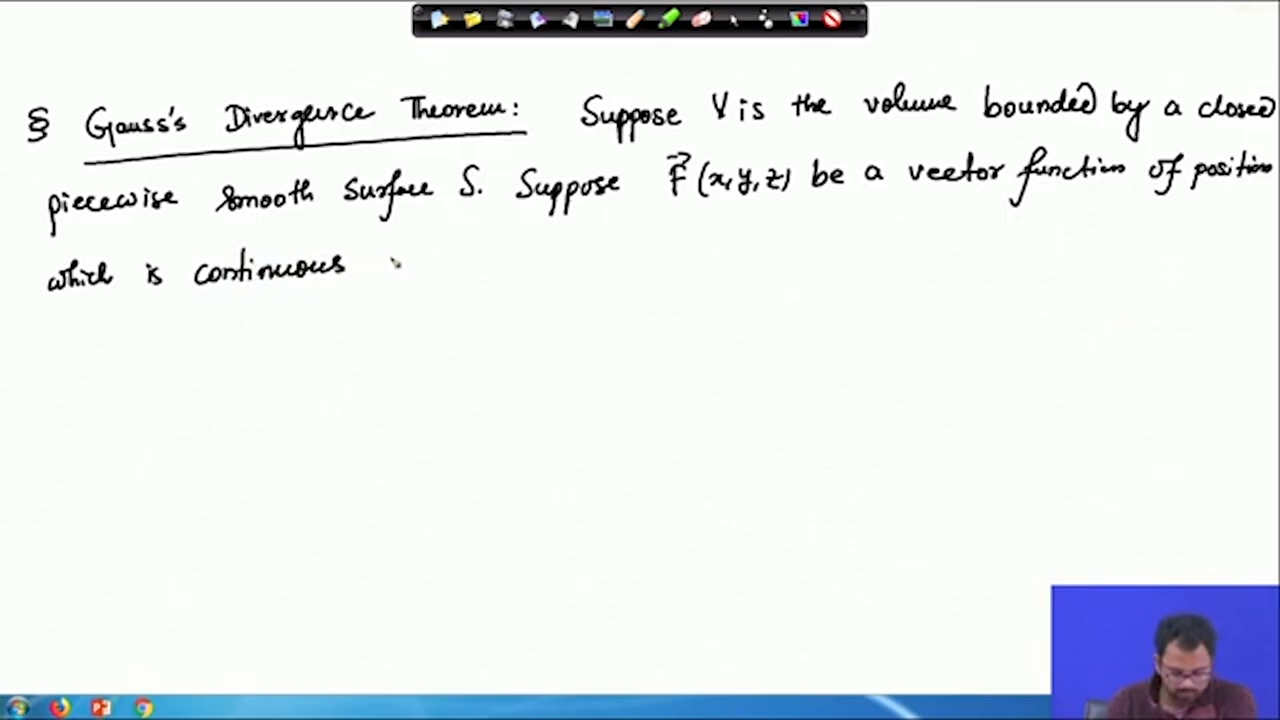 § Gauss's Divergence Theorem: Suppose V is the volume bounded by a closed
piecewise smooth surface S. Suppose F⃗(x, y, z) be a vector function of position
which is continuous